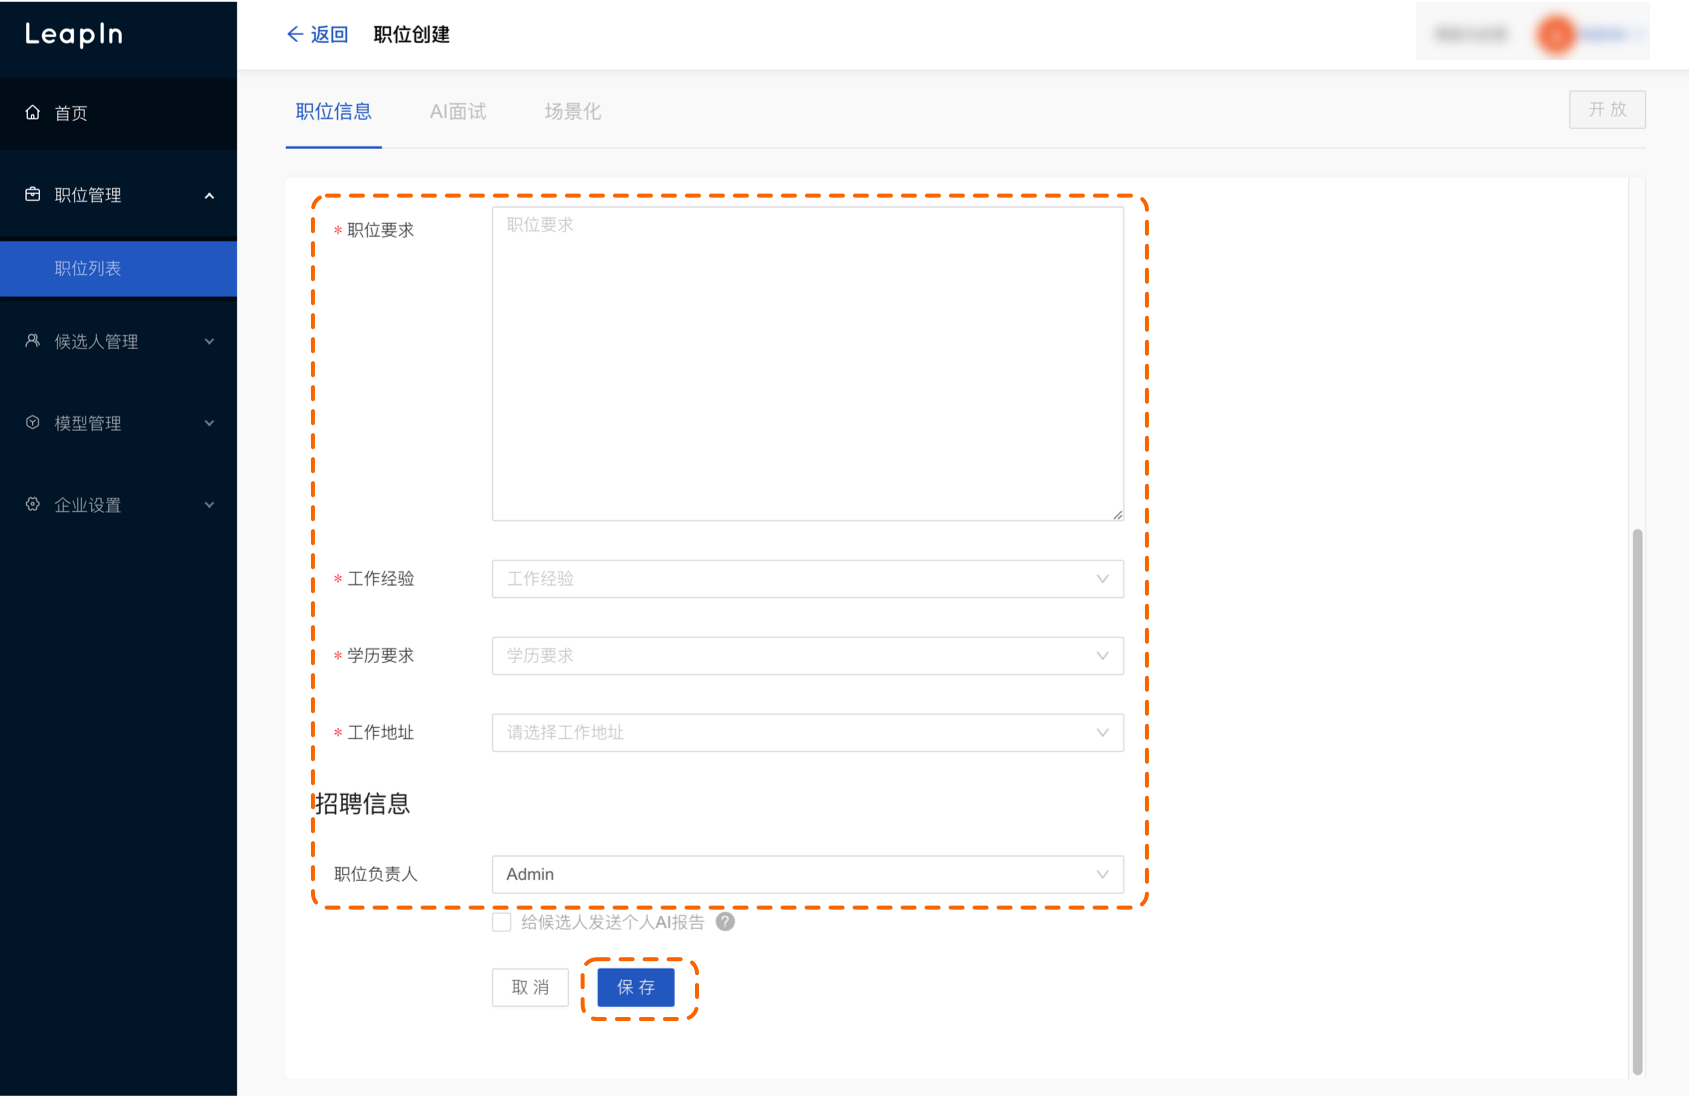 LeapIn
首页
职位管理
职位列表
候选人管理
模型管理
企业设置
返回 职位创建
职位信息 AI面试 场景化 开 放
* 职位要求 职位要求
* 工作经验 工作经验
* 学历要求 学历要求
* 工作地址 请选择工作地址
招聘信息
职位负责人 Admin
给候选人发送个人AI报告 ?
取 消 保 存